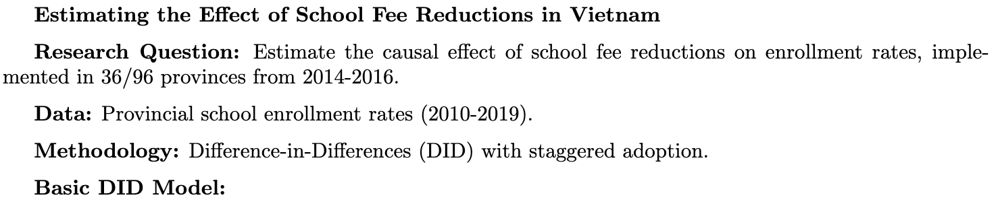 Estimating the Effect of School Fee Reductions in Vietnam
Research Question: Estimate the causal effect of school fee reductions on enrollment rates, imple-
mented in 36/96 provinces from 2014-2016.
Data: Provincial school enrollment rates (2010-2019).
Methodology: Difference-in-Differences (DID) with staggered adoption.
Basic DID Model: